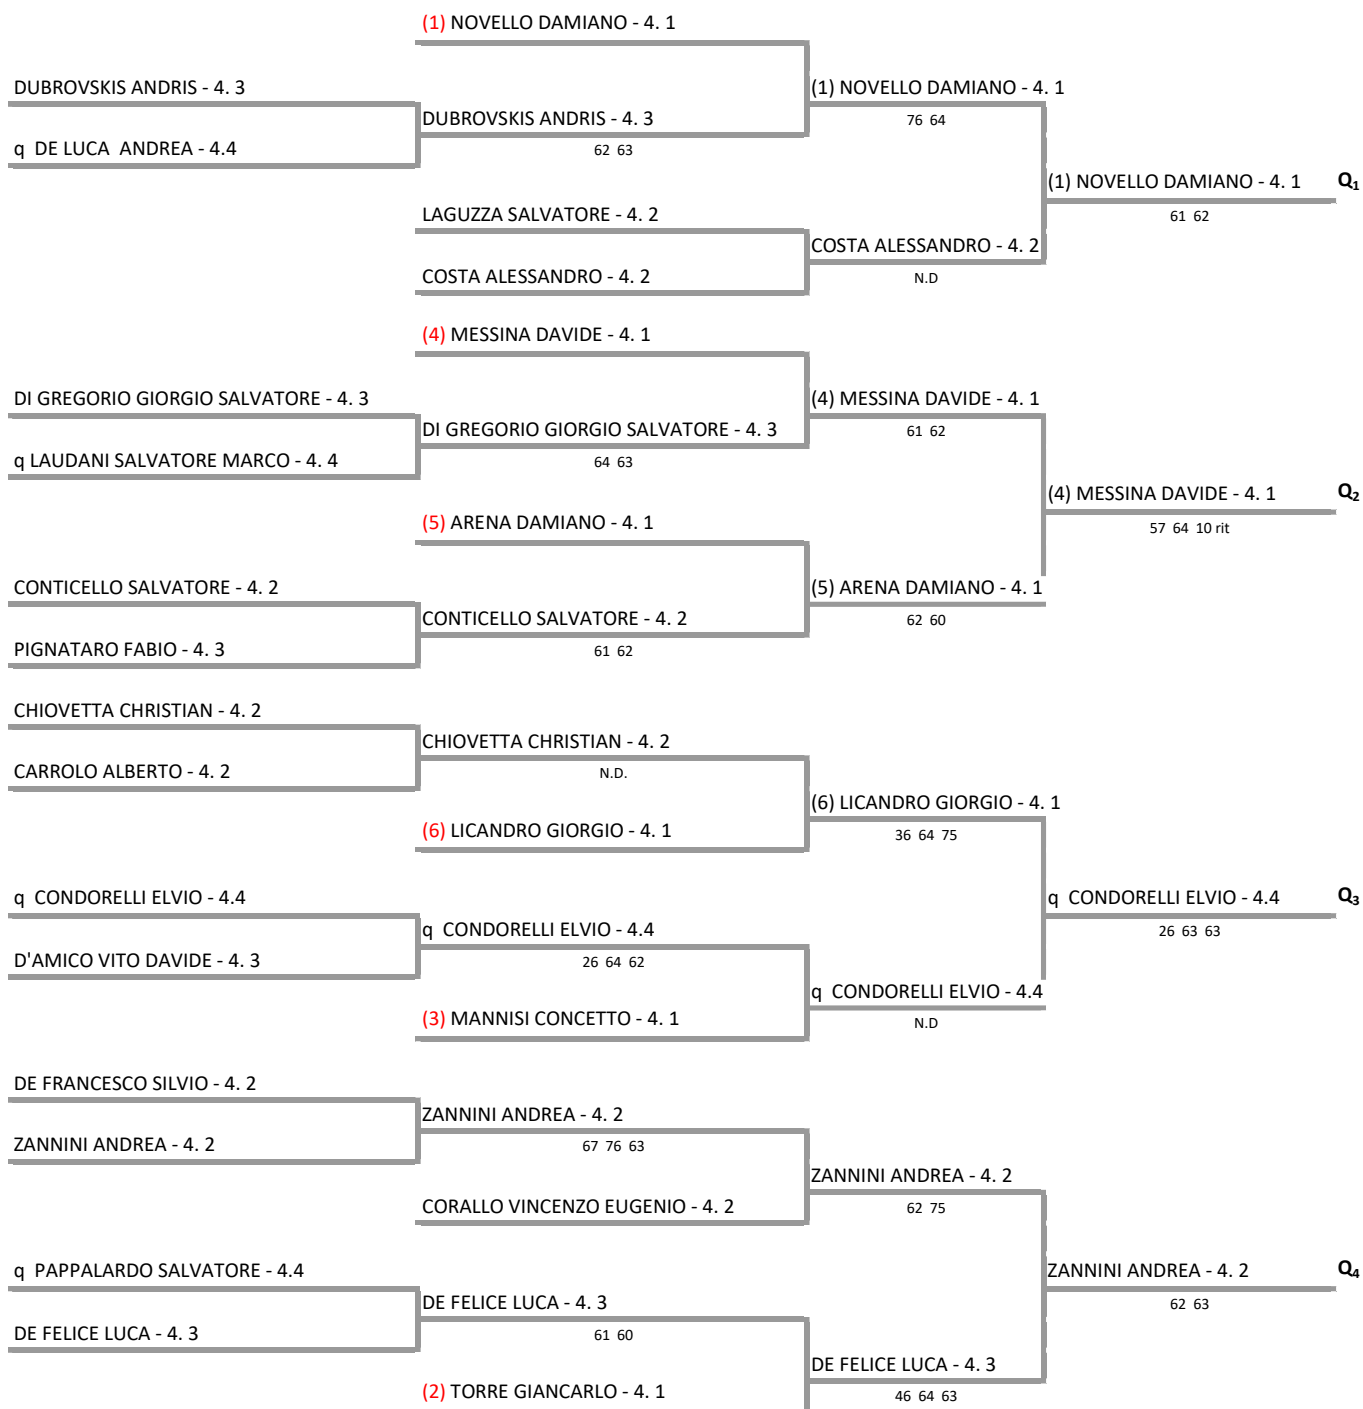 (1) NOVELLO DAMIANO - 4. 1
DUBROVSKIS ANDRIS - 4. 3
(1) NOVELLO DAMIANO - 4. 1
DUBROVSKIS ANDRIS - 4. 3
76 64
q DE LUCA ANDREA - 4.4
62 63
(1) NOVELLO DAMIANO - 4. 1 Q1
LAGUZZA SALVATORE - 4. 2
61 62
COSTA ALESSANDRO - 4. 2
COSTA ALESSANDRO - 4. 2
N.D
(4) MESSINA DAVIDE - 4. 1
DI GREGORIO GIORGIO SALVATORE - 4. 3
(4) MESSINA DAVIDE - 4. 1
DI GREGORIO GIORGIO SALVATORE - 4. 3
61 62
q LAUDANI SALVATORE MARCO - 4. 4
64 63
(4) MESSINA DAVIDE - 4. 1 Q2
(5) ARENA DAMIANO - 4. 1
57 64 10 rit
CONTICELLO SALVATORE - 4. 2
(5) ARENA DAMIANO - 4. 1
CONTICELLO SALVATORE - 4. 2
62 60
PIGNATARO FABIO - 4. 3
61 62
CHIOVETTA CHRISTIAN - 4. 2
CHIOVETTA CHRISTIAN - 4. 2
CARROLO ALBERTO - 4. 2
N.D.
(6) LICANDRO GIORGIO - 4. 1
(6) LICANDRO GIORGIO - 4. 1
36 64 75
q CONDORELLI ELVIO - 4.4
q CONDORELLI ELVIO - 4.4 Q3
q CONDORELLI ELVIO - 4.4
26 63 63
D'AMICO VITO DAVIDE - 4. 3
26 64 62
q CONDORELLI ELVIO - 4.4
(3) MANNISI CONCETTO - 4. 1
N.D
DE FRANCESCO SILVIO - 4. 2
ZANNINI ANDREA - 4. 2
ZANNINI ANDREA - 4. 2
67 76 63
ZANNINI ANDREA - 4. 2
CORALLO VINCENZO EUGENIO - 4. 2
62 75
q PAPPALARDO SALVATORE - 4.4
ZANNINI ANDREA - 4. 2 Q4
DE FELICE LUCA - 4. 3
62 63
DE FELICE LUCA - 4. 3
61 60
DE FELICE LUCA - 4. 3
(2) TORRE GIANCARLO - 4. 1
46 64 63